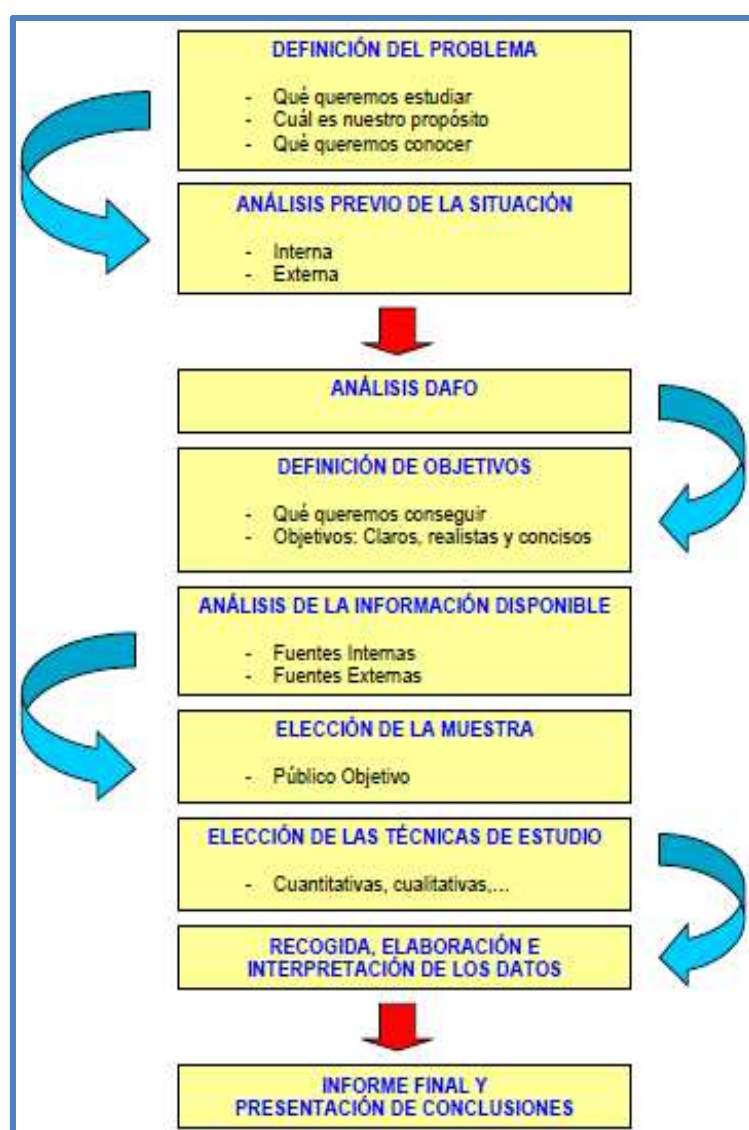 DEFINICIÓN DEL PROBLEMA
- Qué queremos estudiar
- Cuál es nuestro propósito
- Qué queremos conocer
ANÁLISIS PREVIO DE LA SITUACIÓN
- Interna
- Externa
ANÁLISIS DAFO
DEFINICIÓN DE OBJETIVOS
- Qué queremos conseguir
- Objetivos: Claros, realistas y concisos
ANÁLISIS DE LA INFORMACIÓN DISPONIBLE
- Fuentes Internas
- Fuentes Externas
ELECCIÓN DE LA MUESTRA
- Público Objetivo
ELECCIÓN DE LAS TÉCNICAS DE ESTUDIO
- Cuantitativas, cualitativas,...
RECOGIDA, ELABORACIÓN E
INTERPRETACIÓN DE LOS DATOS
INFORME FINAL Y
PRESENTACIÓN DE CONCLUSIONES